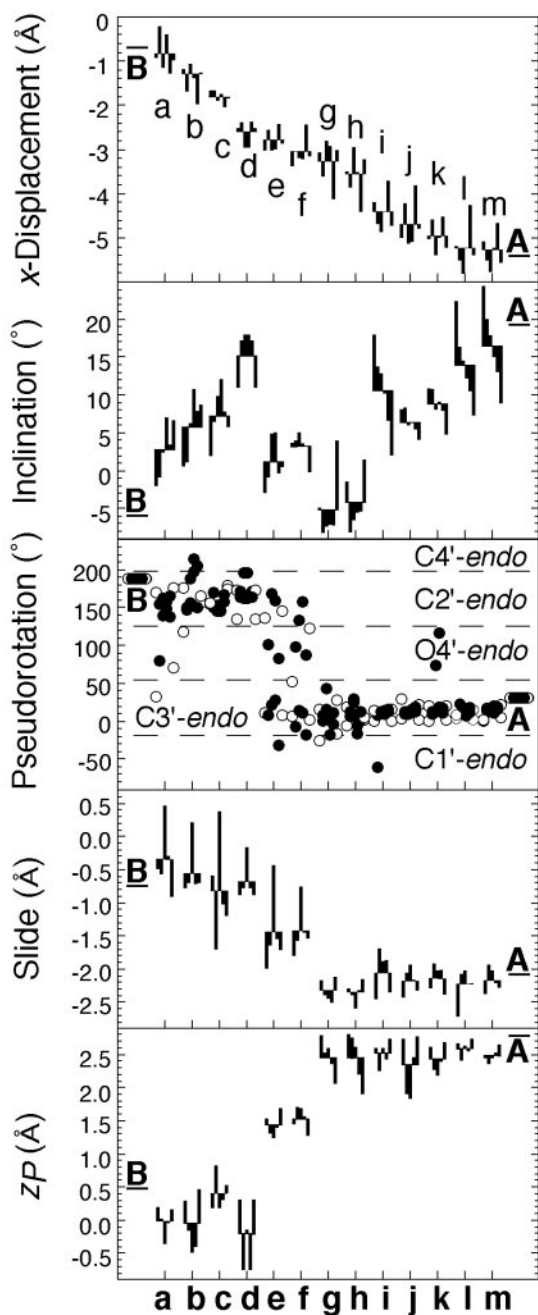 x-Displacement (Å)
0
-1
-2
-3
-4
-5
B
a
b
c
d
e
f
g
h
i
j
k
l
m
A
Inclination (°)
20
15
10
5
0
-5
B
A
Pseudorotation (°)
200
150
100
50
0
-50
B
C4'-endo
C2'-endo
O4'-endo
C3'-endo
A
C1'-endo
Slide (Å)
0.5
0.0
-0.5
-1.0
-1.5
-2.0
-2.5
B
A
zP (Å)
2.5
2.0
1.5
1.0
0.5
0.0
-0.5
B
A
a b c d e f g h i j k l m